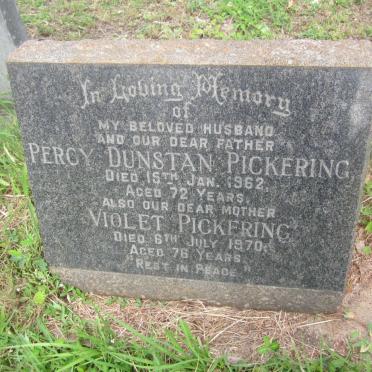 In Loving Memory
of
MY BELOVED HUSBAND
AND OUR DEAR FATHER
PERCY DUNSTAN PICKERING,
DIED 15TH JAN. 1962,
AGED 72 YEARS,
ALSO OUR DEAR MOTHER
VIOLET PICKERING,
DIED 6TH JULY 1970,
AGED 76 YEARS,
"REST IN PEACE"